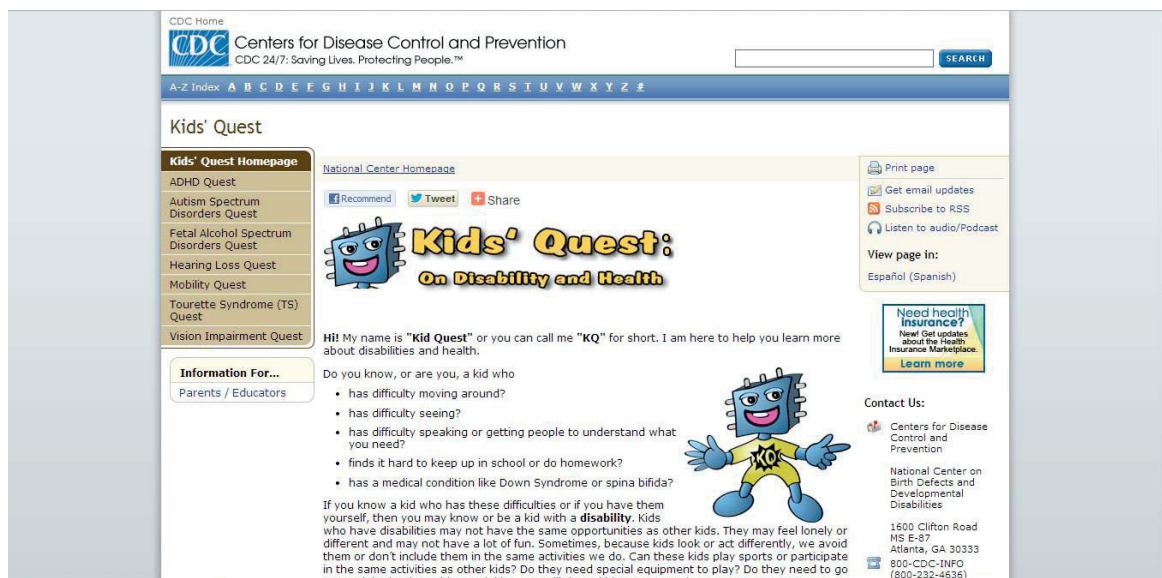 CDC Home
CDC
Centers for Disease Control and Prevention
CDC 24/7: Saving Lives. Protecting People.™
SEARCH
A-Z Index A B C D E F G H I J K L M N O P Q R S T U V W X Y Z #
Kids' Quest
Kids' Quest Homepage
ADHD Quest
Autism Spectrum
Disorders Quest
Fetal Alcohol Spectrum
Disorders Quest
Hearing Loss Quest
Mobility Quest
Tourette Syndrome (TS)
Quest
Vision Impairment Quest
Information For...
Parents / Educators
National Center Homepage
Recommend Tweet Share
Kids' Quest:
On Disability and Health
Hi! My name is "Kid Quest" or you can call me "KQ" for short. I am here to help you learn more
about disabilities and health.
Do you know, or are you, a kid who
• has difficulty moving around?
• has difficulty seeing?
• has difficulty speaking or getting people to understand what
you need?
• finds it hard to keep up in school or do homework?
• has a medical condition like Down Syndrome or spina bifida?
KQ
If you know a kid who has these difficulties or if you have them
yourself, then you may know or be a kid with a disability. Kids
who have disabilities may not have the same opportunities as other kids. They may feel lonely or
different and may not have a lot of fun. Sometimes, because kids look or act differently, we avoid
them or don't include them in the same activities we do. Can these kids play sports or participate
in the same activities as other kids? Do they need special equipment to play? Do they need to go
Print page
Get email updates
Subscribe to RSS
Listen to audio/Podcast
View page in:
Español (Spanish)
Need health
insurance?
New! Get updates
about the Health
Insurance Marketplace.
Learn more
Contact Us:
Centers for Disease
Control and
Prevention
National Center on
Birth Defects and
Developmental
Disabilities
1600 Clifton Road
MS E-87
Atlanta, GA 30333
800-CDC-INFO
(800-232-4636)